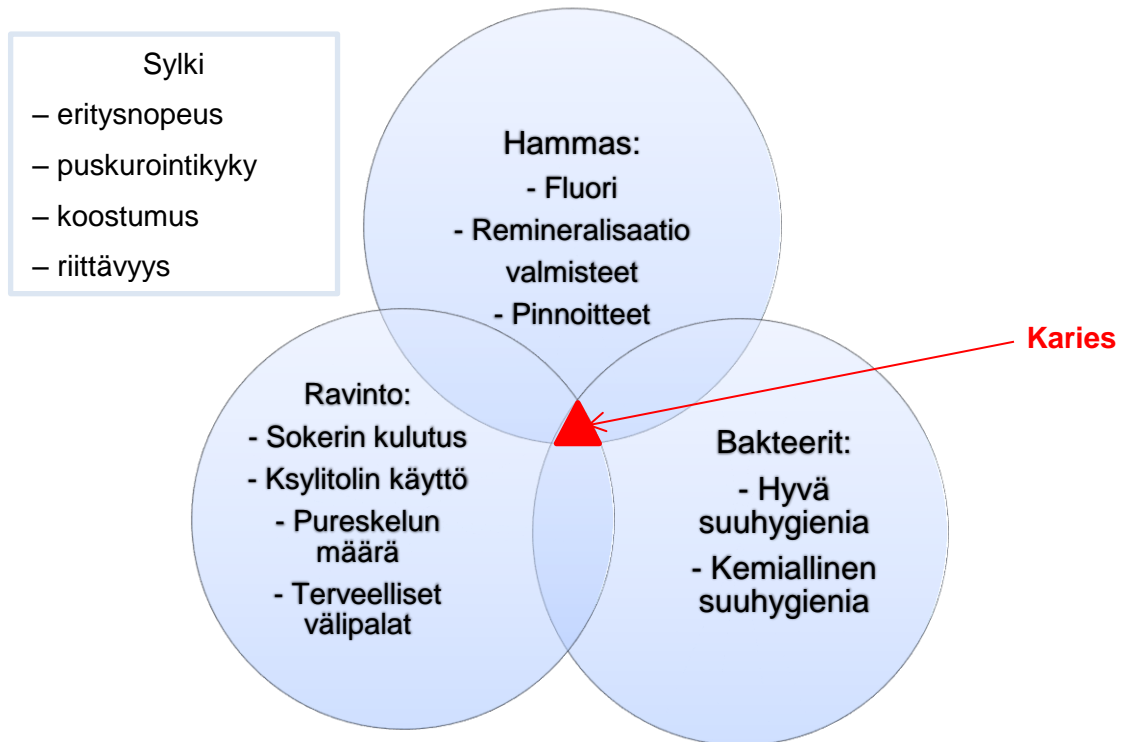 Sylki
– eritysnopeus
– puskurointikyky
– koostumus
– riittävyys
Hammas:
- Fluori
- Remineralisaatio
valmisteet
- Pinnoitteet
Karies
Ravinto:
- Sokerin kulutus
- Ksylitolin käyttö
- Pureskelun
määrä
- Terveelliset
välipalat
Bakteerit:
- Hyvä
suuhygienia
- Kemiallinen
suuhygienia